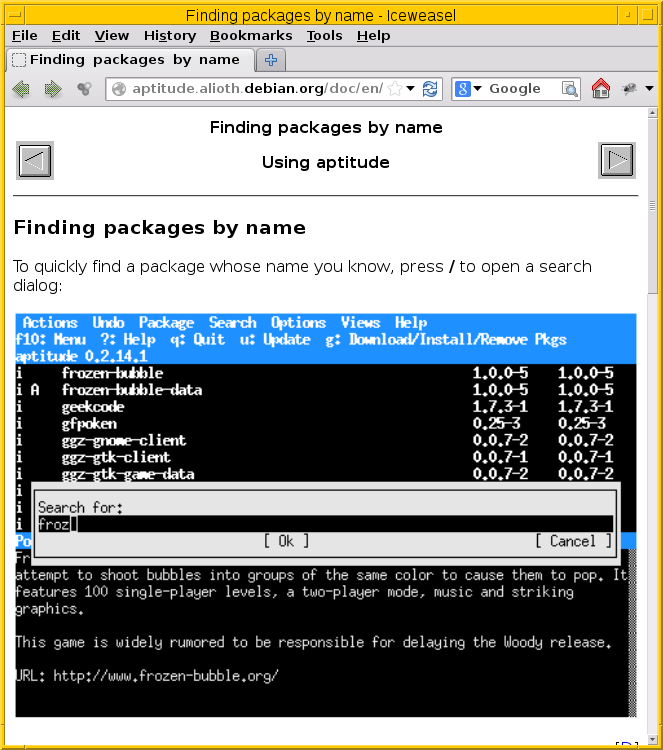 Finding packages by name - Iceweasel
File Edit View History Bookmarks Tools Help
Finding packages by name
aptitude.alioth.debian.org/doc/en/ 8 Google
Finding packages by name
Using aptitude
Finding packages by name
To quickly find a package whose name you know, press / to open a search
dialog:
Actions Undo Package Search Options Views Help
f10: Menu ?: Help q: Quit u: Update g: Download/Install/Remove Pkgs
aptitude 0.2.14.1
i frozen-bubble 1.0.0-5 1.0.0-5
i A frozen-bubble-data 1.0.0-5 1.0.0-5
i geekcode 1.7.3-1 1.7.3-1
i gfpoken 0.25-3 0.25-3
i ggz-gnome-client 0.0.7-2 0.0.7-2
i ggz-gtk-client 0.0.7-1 0.0.7-1
i ggz-gtk-game-data 0.0.7-2 0.0.7-2
i
i Search for:
i froz
Po [ Ok ] [ Cancel ]
Fr
attempt to shoot bubbles into groups of the same color to cause them to pop. It
features 100 single-player levels, a two-player mode, music and striking
graphics.
This game is widely rumored to be responsible for delaying the Woody release.
URL: http://www.frozen-bubble.org/